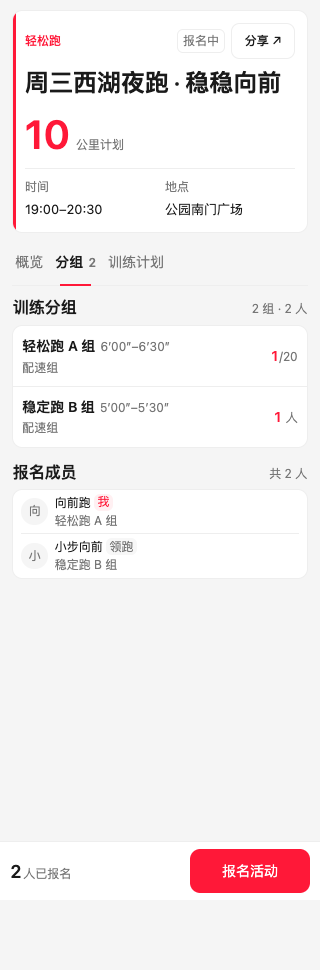 轻松跑
报名中
分享 ↗
周三西湖夜跑 · 稳稳向前
10 公里计划
时间 地点
19:00–20:30 公园南门广场
概览 分组 2 训练计划
训练分组 2 组 · 2 人
轻松跑 A 组 6’00”–6’30”
配速组
1/20
稳定跑 B 组 5’00”–5’30”
配速组
1 人
报名成员 共 2 人
向 向前跑 我
轻松跑 A 组
小 小步向前 领跑
稳定跑 B 组
2人已报名 报名活动